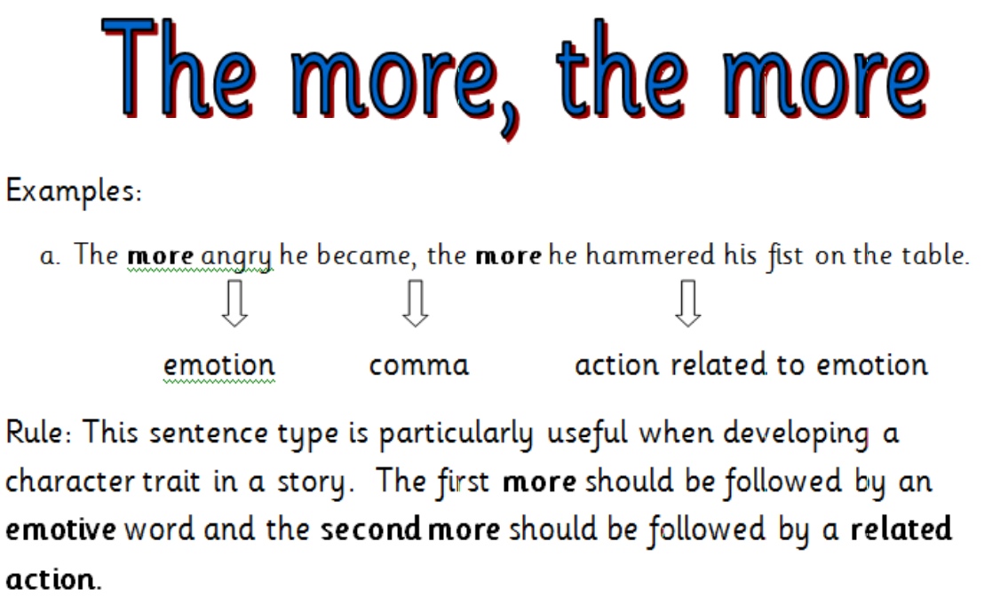 The more, the more
Examples:
a. The more angry he became, the more he hammered his fist on the table.
emotion comma action related to emotion
Rule: This sentence type is particularly useful when developing a
character trait in a story. The first more should be followed by an
emotive word and the second more should be followed by a related
action.